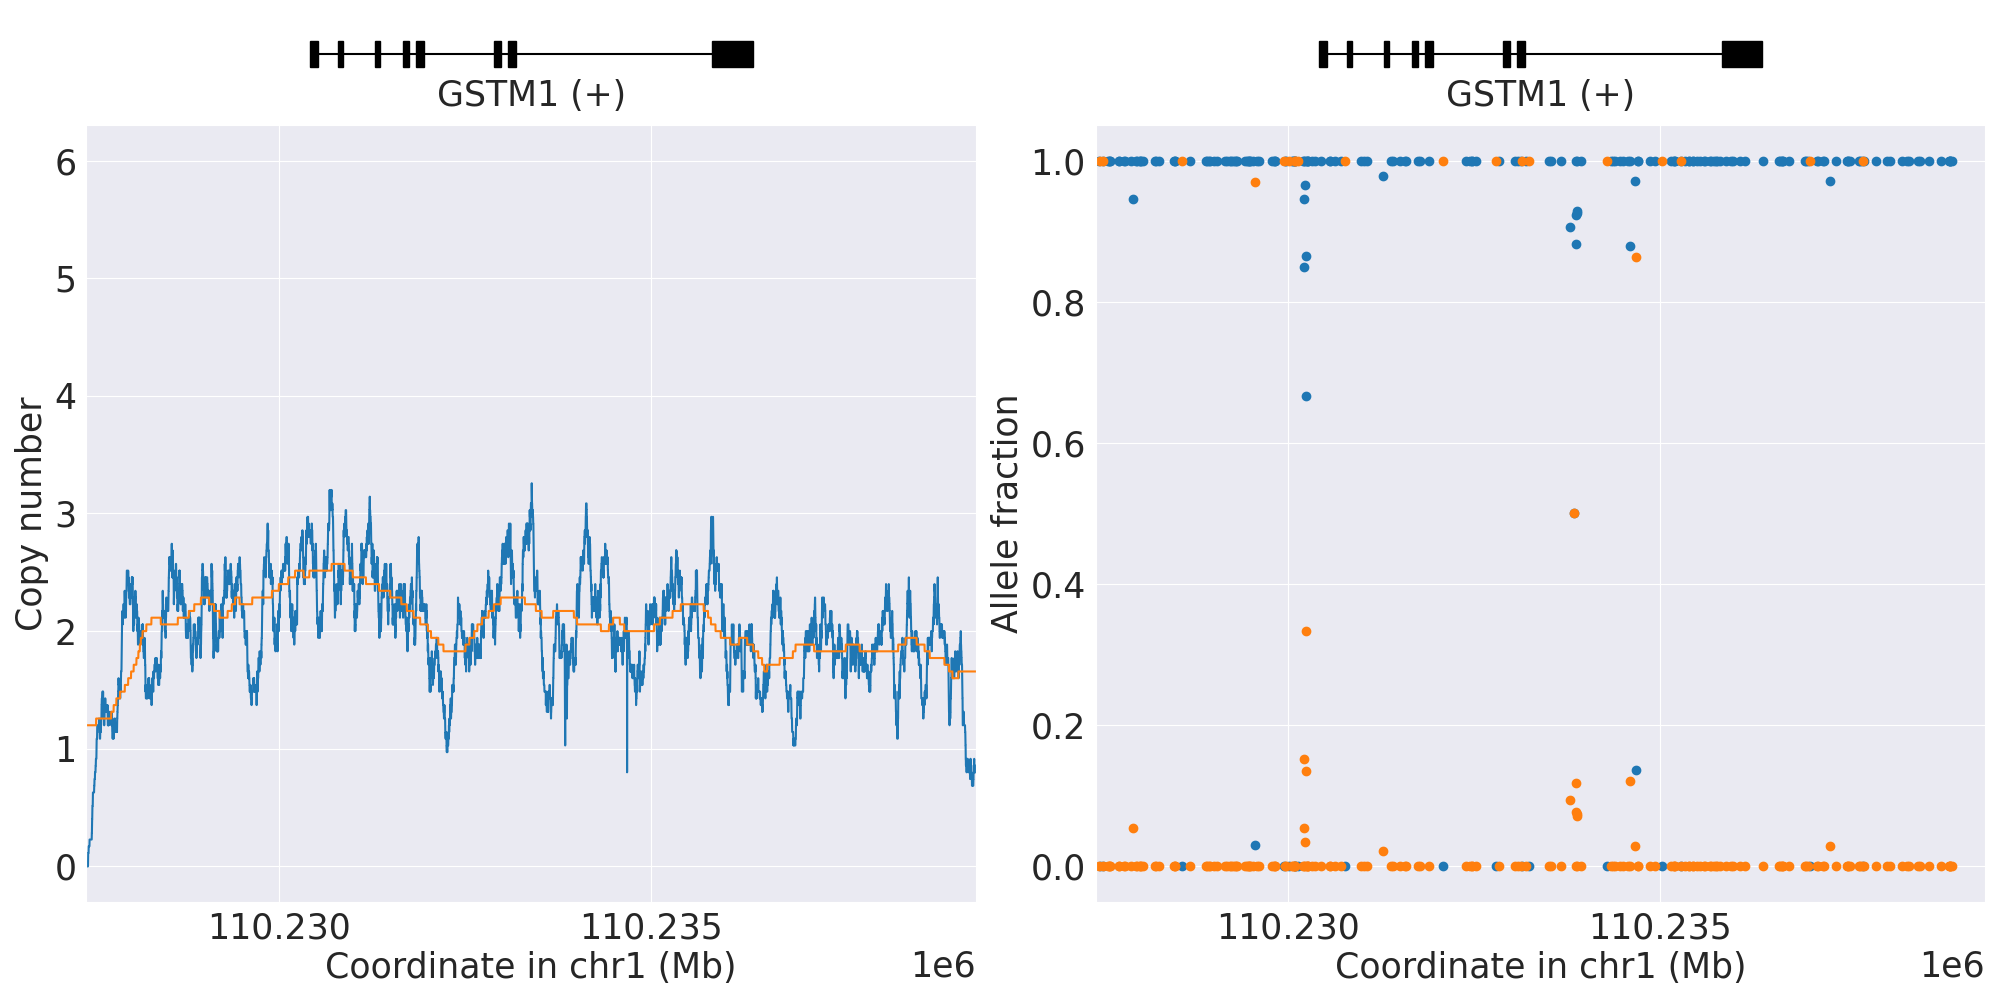 GSTM1 (+)
6
5
4
3
2
1
0
Copy number
110.230
110.235
Coordinate in chr1 (Mb)
1e6
GSTM1 (+)
1.0
0.8
0.6
0.4
0.2
0.0
Allele fraction
110.230
110.235
Coordinate in chr1 (Mb)
1e6